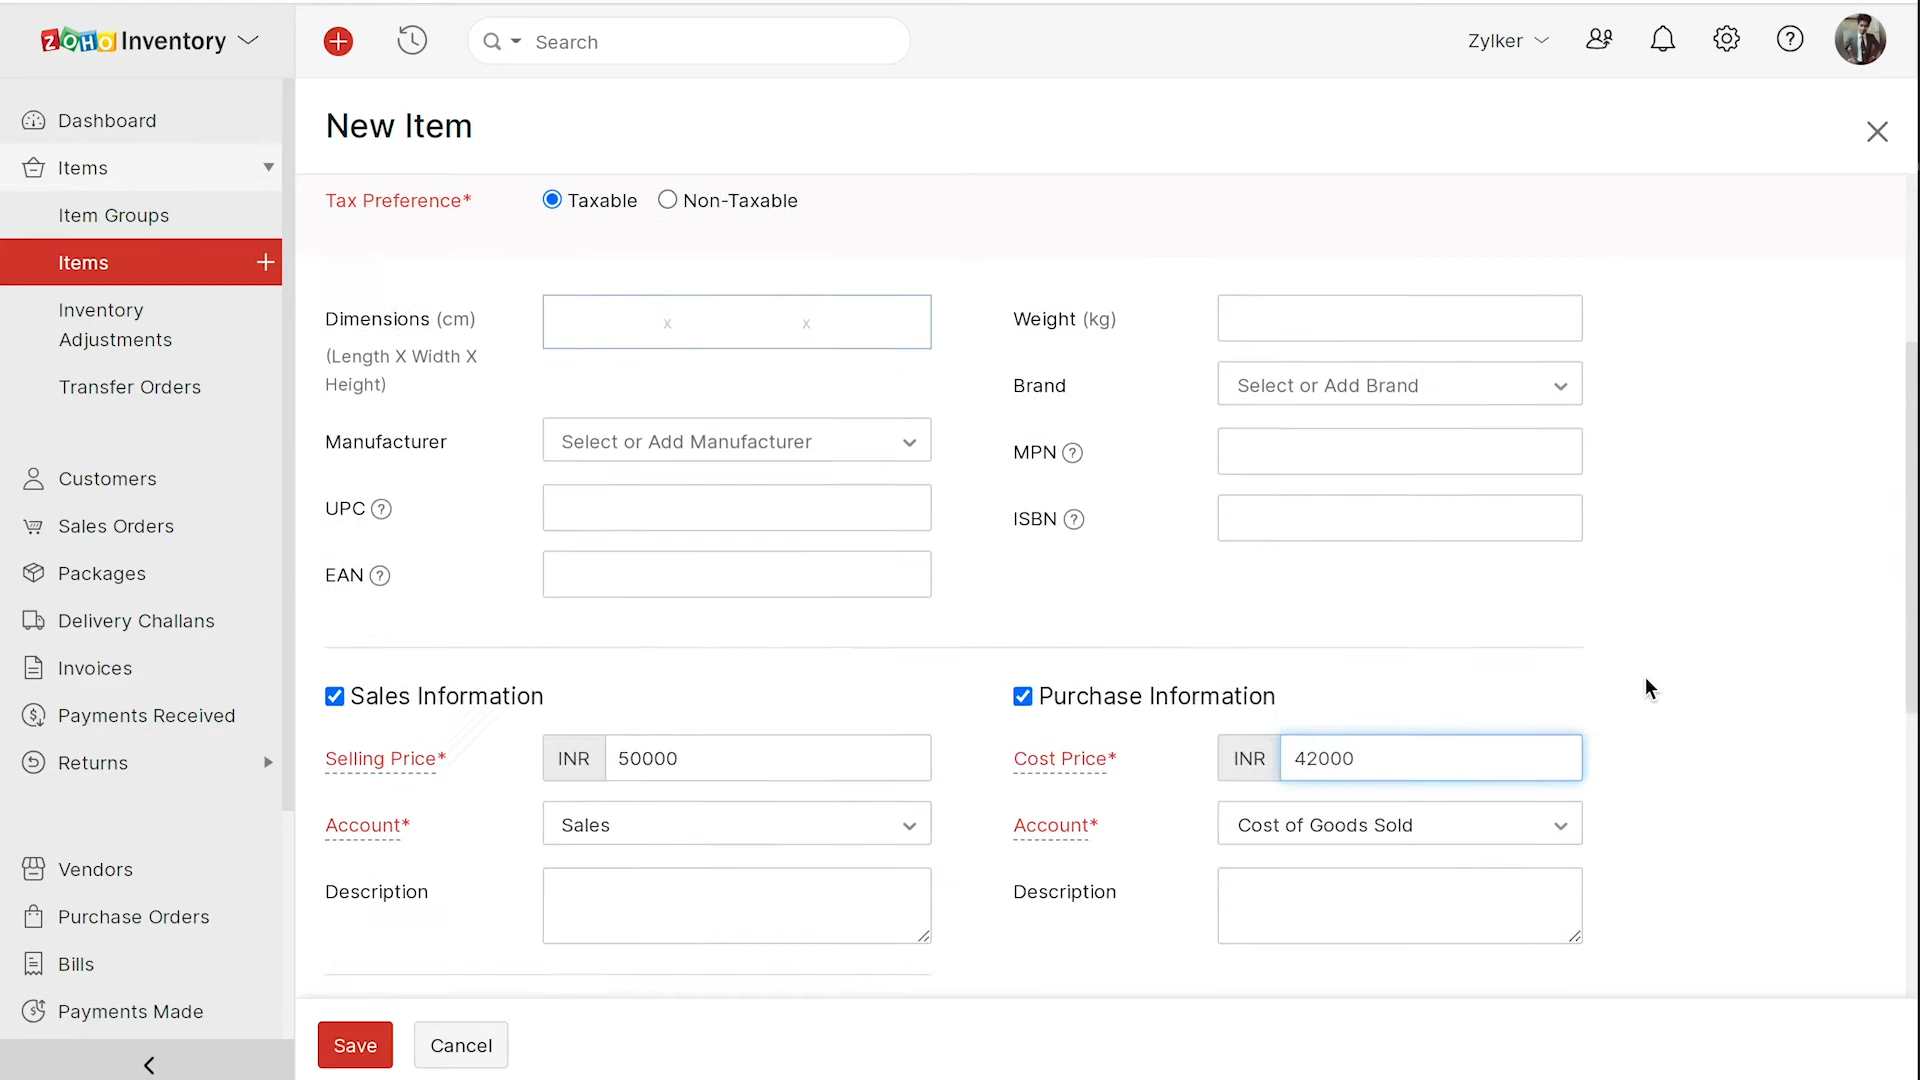 ZOHO Inventory
Search
Zylker
Dashboard
Items
Item Groups
Items
Inventory
Adjustments
Transfer Orders
Customers
Sales Orders
Packages
Delivery Challans
Invoices
Payments Received
Returns
Vendors
Purchase Orders
Bills
Payments Made
New Item
Tax Preference*
Taxable
Non-Taxable
Dimensions (cm)
(Length X Width X
Height)
x x
Manufacturer
Select or Add Manufacturer
UPC ?
EAN ?
Weight (kg)
Brand
Select or Add Brand
MPN ?
ISBN ?
Sales Information
Selling Price*
INR 50000
Account*
Sales
Description
Purchase Information
Cost Price*
INR 42000
Account*
Cost of Goods Sold
Description
Save
Cancel